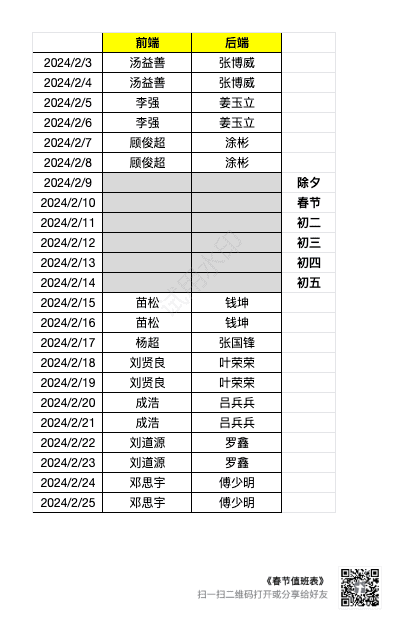 前端 后端
2024/2/3 汤益善 张博威
2024/2/4 汤益善 张博威
2024/2/5 李强 姜玉立
2024/2/6 李强 姜玉立
2024/2/7 顾俊超 涂彬
2024/2/8 顾俊超 涂彬
2024/2/9 除夕
2024/2/10 春节
2024/2/11 初二
2024/2/12 初三
2024/2/13 初四
2024/2/14 初五
2024/2/15 苗松 钱坤
2024/2/16 苗松 钱坤
2024/2/17 杨超 张国锋
2024/2/18 刘贤良 叶荣荣
2024/2/19 刘贤良 叶荣荣
2024/2/20 成浩 吕兵兵
2024/2/21 成浩 吕兵兵
2024/2/22 刘道源 罗鑫
2024/2/23 刘道源 罗鑫
2024/2/24 邓思宇 傅少明
2024/2/25 邓思宇 傅少明
试用水印
《春节值班表》
扫一扫二维码打开或分享给好友